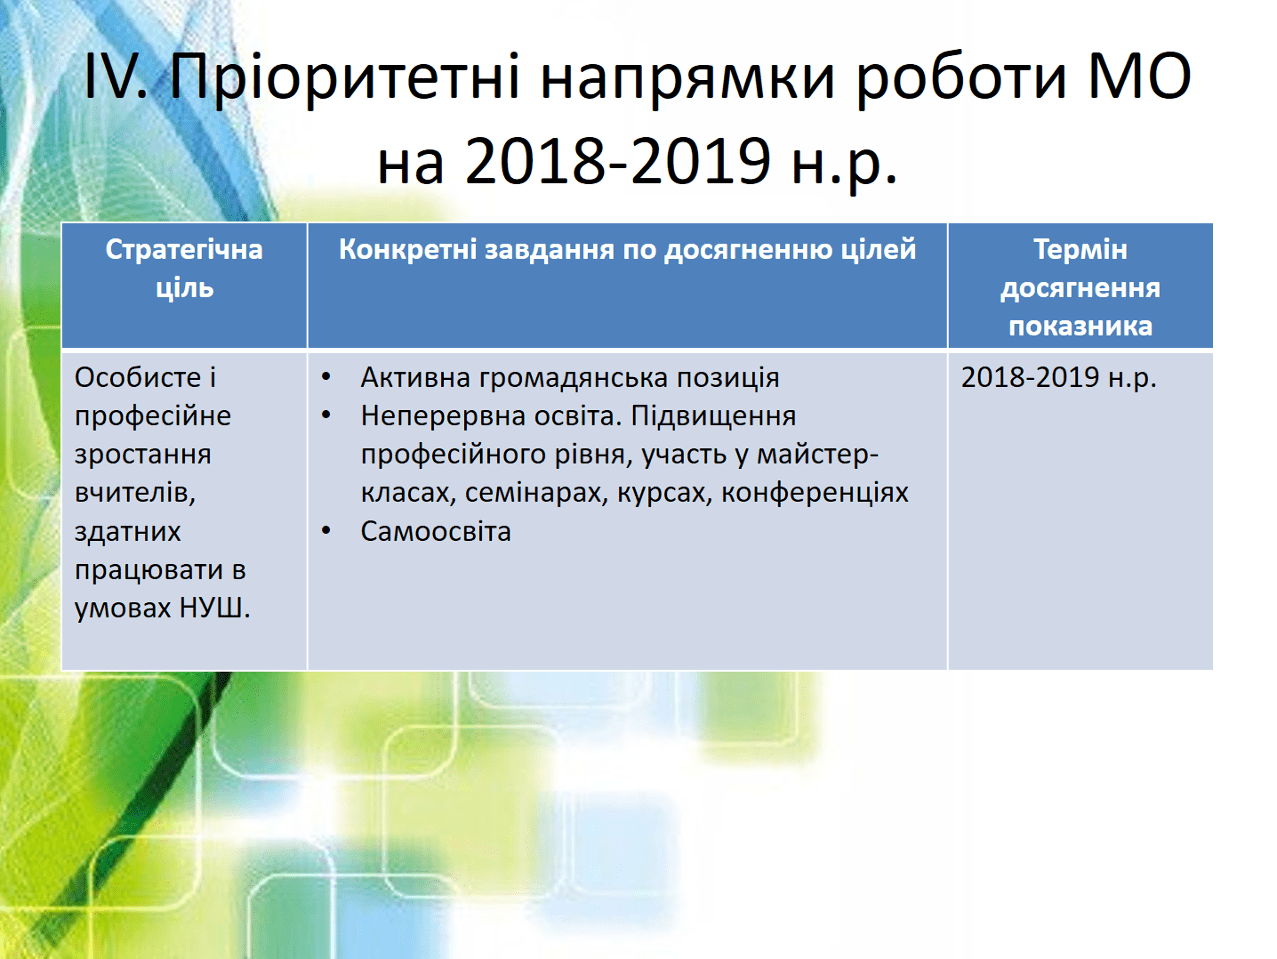 IV. Пріоритетні напрямки роботи МО
на 2018-2019 н.р.
Стратегічна
ціль
Конкретні завдання по досягненню цілей
Термін
досягнення
показника
Особисте і
професійне
зростання
вчителів,
здатних
працювати в
умовах НУШ.
• Активна громадянська позиція
• Неперервна освіта. Підвищення
професійного рівня, участь у майстер-
класах, семінарах, курсах, конференціях
• Самоосвіта
2018-2019 н.р.